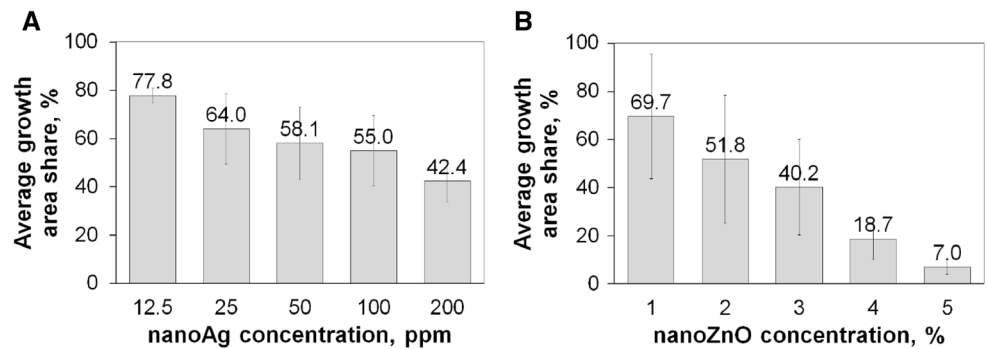 A
Average growth
area share, %
100
80
60
40
20
0
77.8
64.0
58.1
55.0
42.4
12.5 25 50 100 200
nanoAg concentration, ppm
B
Average growth
area share, %
100
80
60
40
20
0
69.7
51.8
40.2
18.7
7.0
1 2 3 4 5
nanoZnO concentration, %